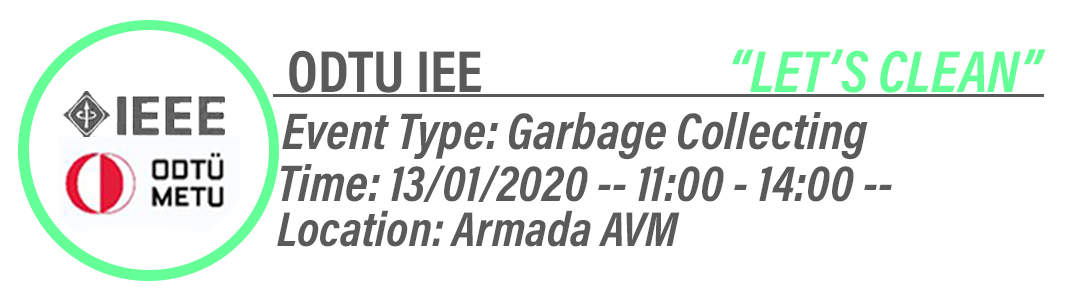 IEEE
ODTÜ
METU
ODTU IEE
“LET’S CLEAN”
Event Type: Garbage Collecting
Time: 13/01/2020 -- 11:00 - 14:00 --
Location: Armada AVM